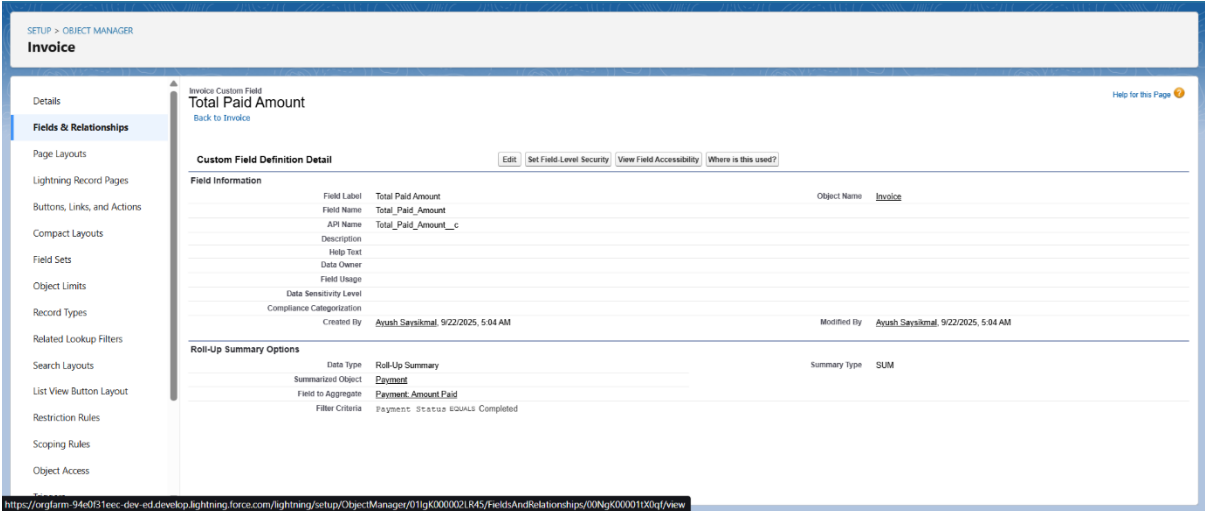 SETUP > OBJECT MANAGER
Invoice
Details
Fields & Relationships
Page Layouts
Lightning Record Pages
Buttons, Links, and Actions
Compact Layouts
Field Sets
Object Limits
Record Types
Related Lookup Filters
Search Layouts
List View Button Layout
Restriction Rules
Scoping Rules
Object Access
Triggers
Invoice Custom Field
Total Paid Amount
Back to Invoice
Help for this Page
Custom Field Definition Detail Edit Set Field-Level Security View Field Accessibility Where is this used?
Field Information
Field Label Total Paid Amount Object Name Invoice
Field Name Total_Paid_Amount
API Name Total_Paid_Amount__c
Description
Help Text
Data Owner
Field Usage
Data Sensitivity Level
Compliance Categorization
Created By Ayush Saysikmal, 9/22/2025, 5:04 AM Modified By Ayush Saysikmal, 9/22/2025, 5:04 AM
Roll-Up Summary Options
Data Type Roll-Up Summary Summary Type SUM
Summarized Object Payment
Field to Aggregate Payment: Amount Paid
Filter Criteria Payment Status EQUALS Completed
https://orgfarm-94e0f31eec-dev-ed.develop.lightning.force.com/lightning/setup/ObjectManager/01IgK000002LR45/FieldsAndRelationships/00NgK00001tX0qf/view